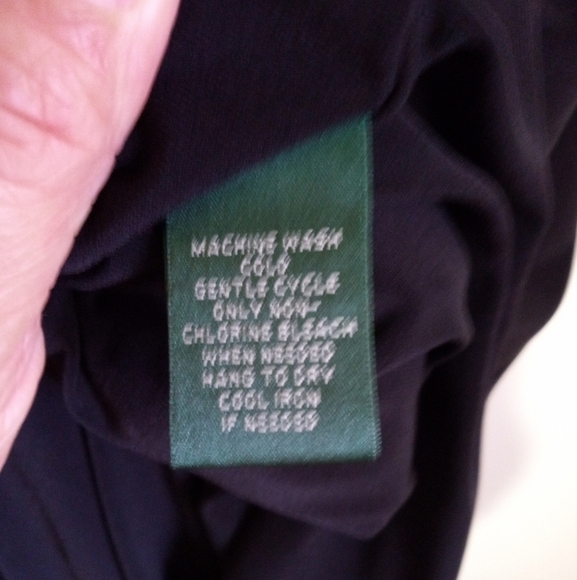 MACHINE WASH
COLD
GENTLE CYCLE
ONLY NON-
CHLORINE BLEACH
WHEN NEEDED
HANG TO DRY
COOL IRON
IF NEEDED